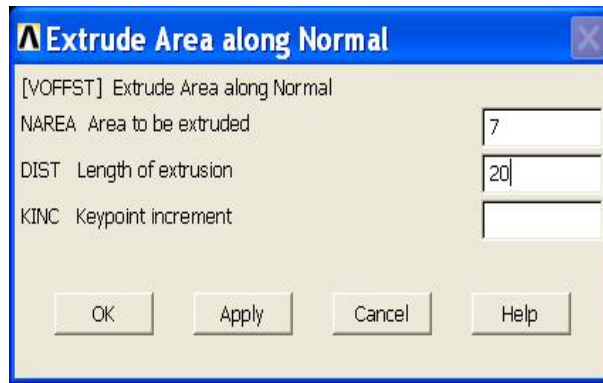 Λ Extrude Area along Normal
[VOFFST] Extrude Area along Normal
NAREA Area to be extruded 7
DIST Length of extrusion 20
KINC Keypoint increment
OK Apply Cancel Help